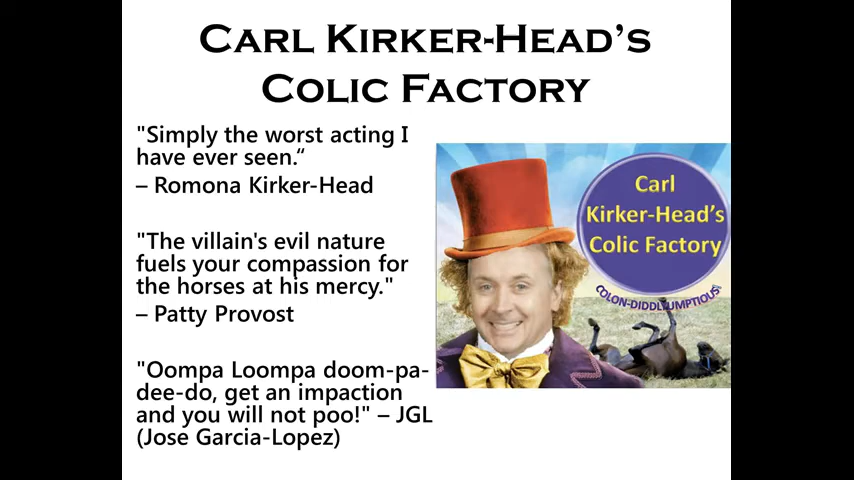 CARL KIRKER-HEAD’S
COLIC FACTORY
"Simply the worst acting I
have ever seen.“
– Romona Kirker-Head
"The villain's evil nature
fuels your compassion for
the horses at his mercy."
– Patty Provost
"Oompa Loompa doom-pa-
dee-do, get an impaction
and you will not poo!" – JGL
(Jose Garcia-Lopez)
Carl
Kirker-Head’s
Colic Factory